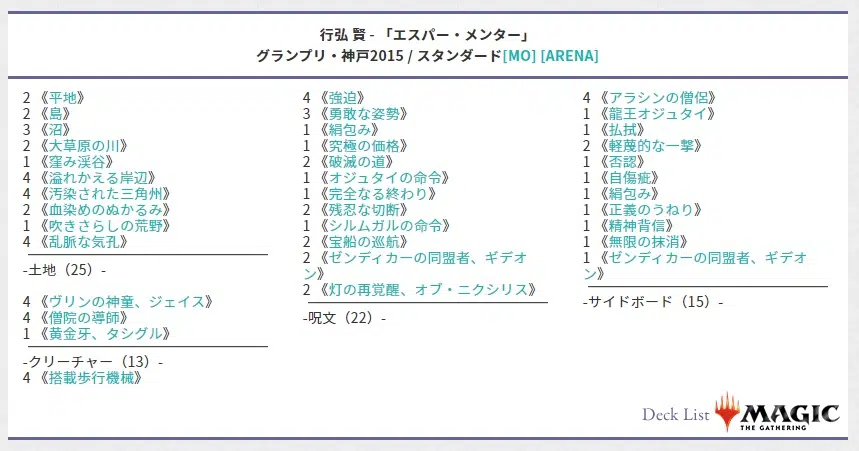 行弘 賢 - 「エスパー・メンター」
グランプリ・神戸2015 / スタンダード[MO] [ARENA]
2 《平地》
2 《島》
3 《沼》
2 《大草原の川》
1 《窪み渓谷》
4 《溢れかえる岸辺》
4 《汚染された三角州》
2 《血染めのぬかるみ》
1 《吹きさらしの荒野》
4 《乱脈な気孔》
-土地（25）-
4 《ヴリンの神童、ジェイス》
4 《僧院の導師》
1 《黄金牙、タシグル》
-クリーチャー（13）-
4 《搭載歩行機械》
4 《強迫》
3 《勇敢な姿勢》
1 《絹包み》
1 《究極の価格》
2 《破滅の道》
1 《オジュタイの命令》
1 《完全なる終わり》
2 《残忍な切断》
1 《シルムガルの命令》
2 《宝船の巡航》
2 《ゼンディカーの同盟者、ギデオ
ン》
2 《灯の再覚醒、オブ・ニクシリス》
-呪文（22）-
4 《アラシンの僧侶》
1 《龍王オジュタイ》
1 《払拭》
2 《軽蔑的な一撃》
1 《否認》
1 《自傷疵》
1 《絹包み》
1 《正義のうねり》
1 《精神背信》
1 《無限の抹消》
1 《ゼンディカーの同盟者、ギデオ
ン》
-サイドボード（15）-
Deck List MAGIC
THE GATHERING